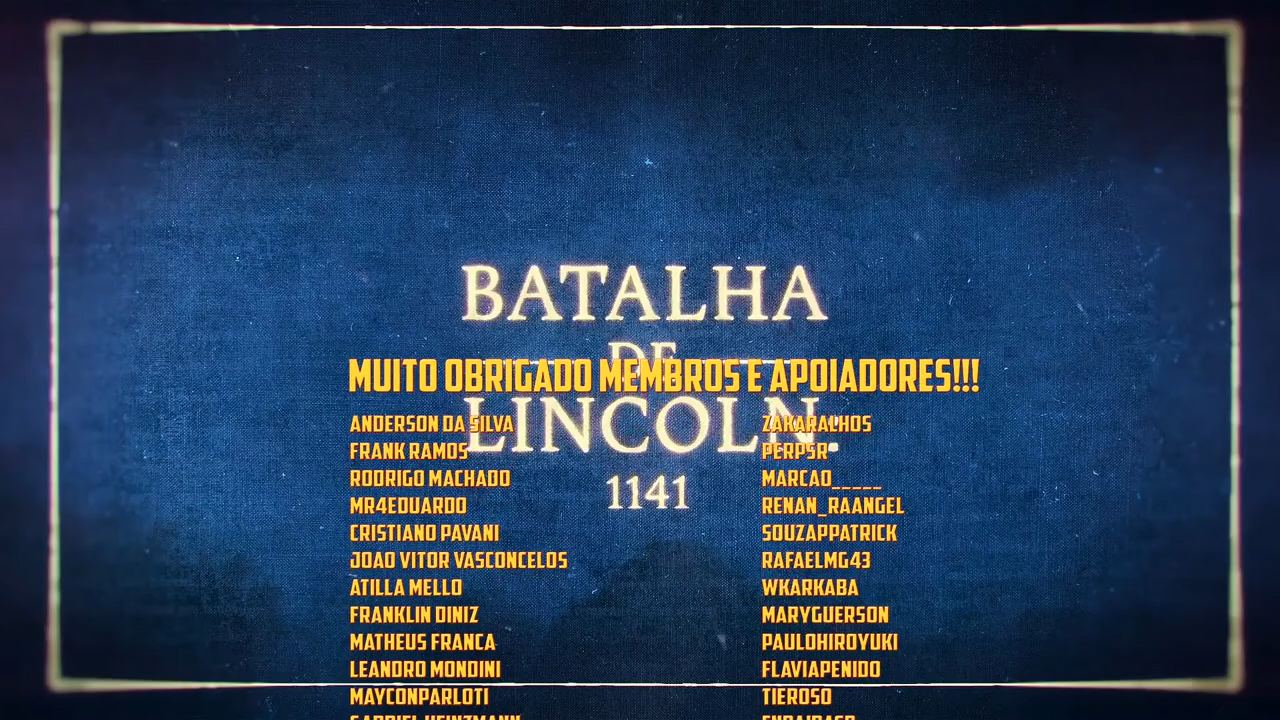 BATALHA
DE
LINCOLN.
1141
MUITO OBRIGADO MEMBROS E APOIADORES!!!
ANDERSON DA SILVA
FRANK RAMOS
RODRIGO MACHADO
MR4EDUARDO
CRISTIANO PAVANI
JOAO VITOR VASCONCELOS
ATILLA MELLO
FRANKLIN DINIZ
MATHEUS FRANCA
LEANDRO MONDINI
MAYCONPARLOTI
GABRIEL HEINZMANN
ZAKARALHOS
PERPSR
MARCAO_____
RENAN_RAANGEL
SOUZAPPATRICK
RAFAELMG43
WKARKABA
MARYGUERSON
PAULOHIROYUKI
FLAVIAPENIDO
TIEROSO